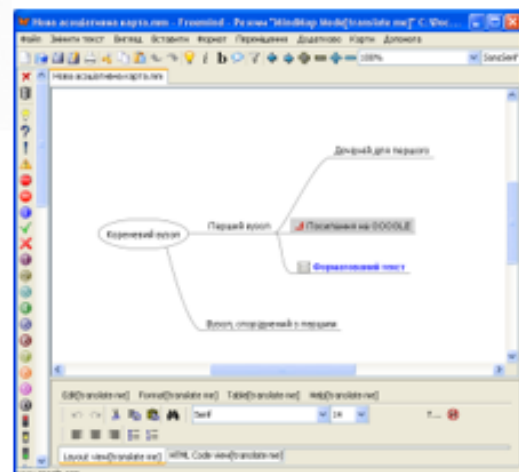 Нова асоціативна карта.mm - Freemind - Режим "MindMap Mode[translate me]" C:\Doc...
Файл Змінити текст Вигляд Вставити Формат Переміщення Додатково Карти Допомога
100% SansSerif
Нова асоціативна карта.mm
Дочірній для першого
Перший вузол
Посилання на GOOGLE
Кореневий вузол
Форматований текст
Вузол, споріднений з першим
Edit[translate me] Format[translate me] Table[translate me] Help[translate me]
Serif 14 T...
Layout view[translate me] HTML Code view[translate me]